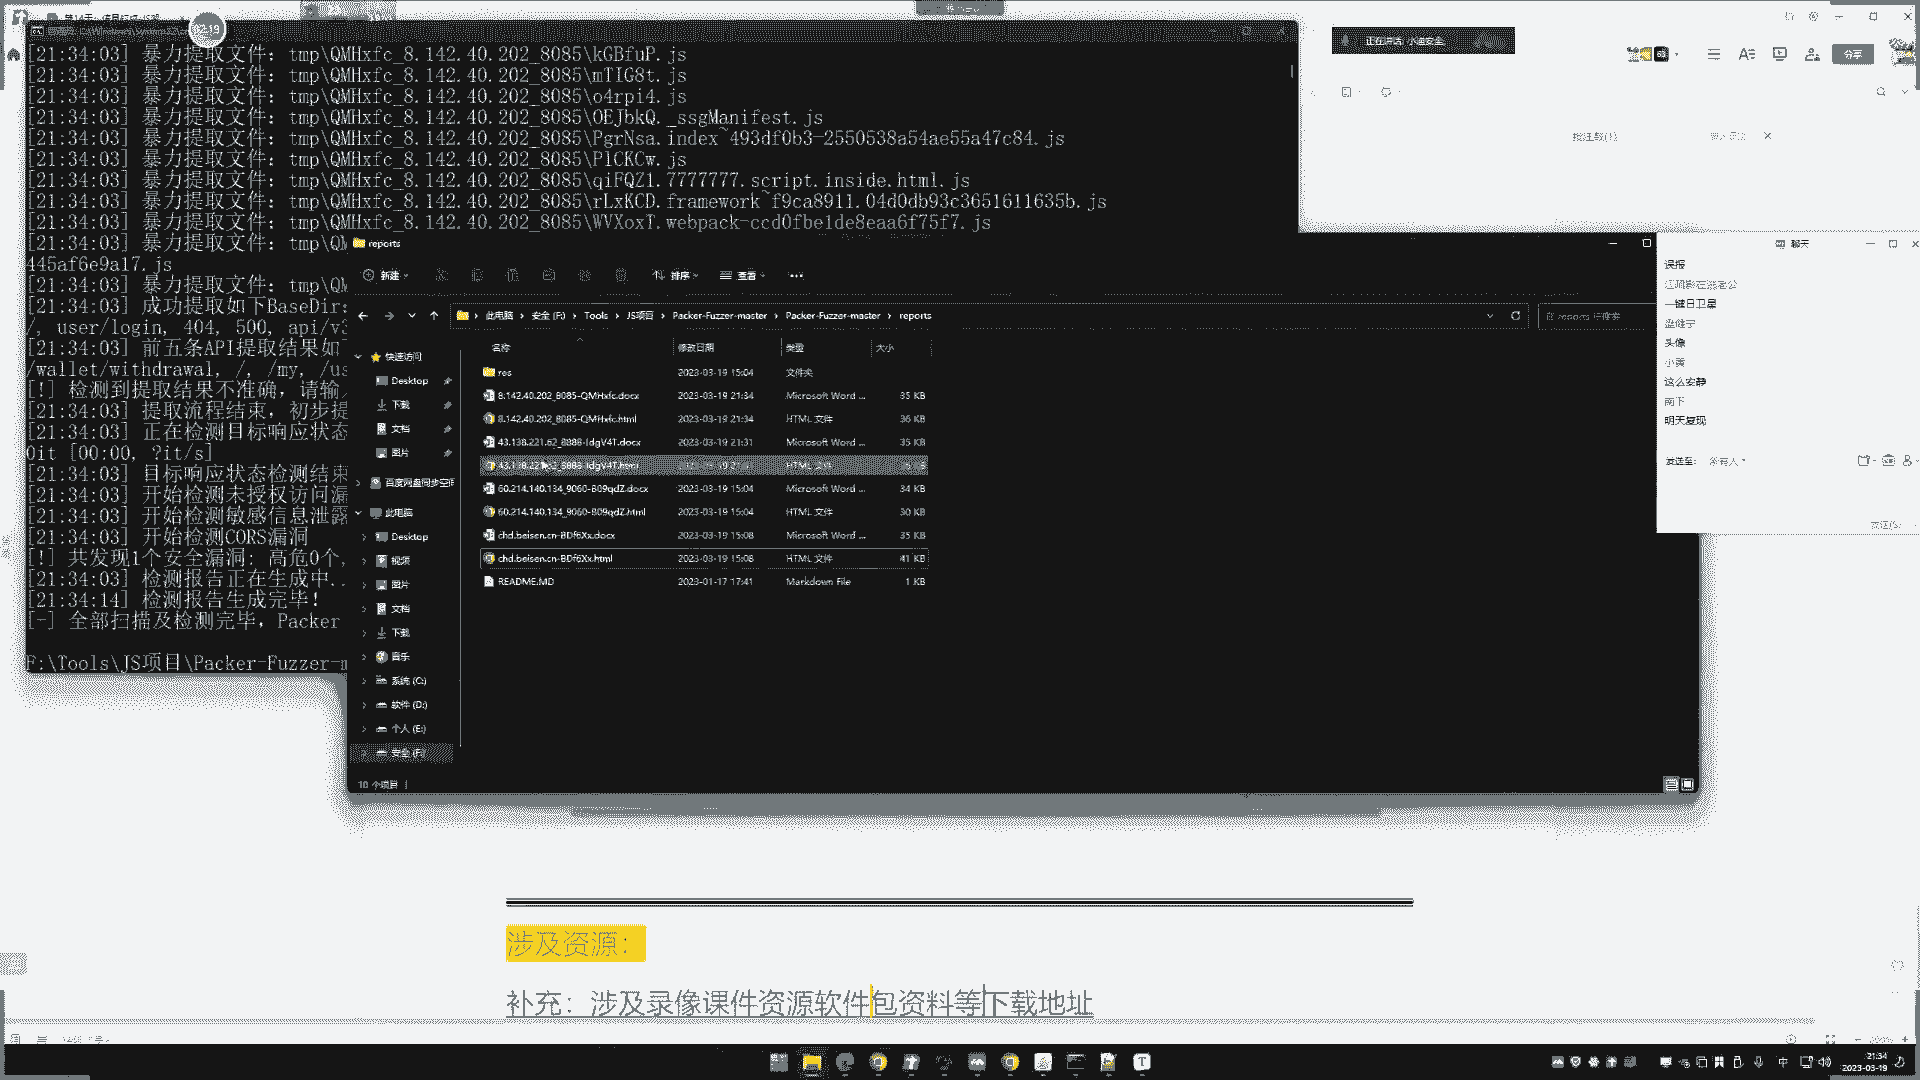 [21:34:03] 暴力提取文件: tmp\QMHxfc_8.142.40.202_8085\kGBfuP.js
[21:34:03] 暴力提取文件: tmp\QMHxfc_8.142.40.202_8085\mTIG8t.js
[21:34:03] 暴力提取文件: tmp\QMHxfc_8.142.40.202_8085\o4rpi4.js
[21:34:03] 暴力提取文件: tmp\QMHxfc_8.142.40.202_8085\OEJbkQ._ssgManifest.js
[21:34:03] 暴力提取文件: tmp\QMHxfc_8.142.40.202_8085\PgrNsa.index~493df0b3-2550538a54ae55a47c84.js
[21:34:03] 暴力提取文件: tmp\QMHxfc_8.142.40.202_8085\PlCKCw.js
[21:34:03] 暴力提取文件: tmp\QMHxfc_8.142.40.202_8085\qiFQZ1.7777777.script.inside.html.js
[21:34:03] 暴力提取文件: tmp\QMHxfc_8.142.40.202_8085\rLxKCD.framework~f9ca8911.04d0db93c3651611635b.js
[21:34:03] 暴力提取文件: tmp\QMHxfc_8.142.40.202_8085\WVXoxT.webpack-ccd0fbe1de8eaa6f75f7.js
[21:34:03] 暴力提取文件: tmp\QM
445af6e9a17.js
[21:34:03] 暴力提取文件: tmp\QM
[21:34:03] 成功提取如下BaseDir:
/, user/login, 404, 500, api/v3
[21:34:03] 前五条API提取结果如
/wallet/withdrawal, /, /my, /us
[!] 检测到提取结果不准确，请输
[21:34:03] 提取流程结束，初步提
[21:34:03] 正在检测目标响应状态
0it [00:00, ?it/s]
[21:34:03] 目标响应状态检测结束
[21:34:03] 开始检测未授权访问漏
[21:34:03] 开始检测敏感信息泄露
[21:34:03] 开始检测CORS漏洞
[!] 共发现1个安全漏洞: 高危0个,
[21:34:03] 检测报告正在生成中..
[21:34:14] 检测报告生成完毕!
[-] 全部扫描及检测完毕，Packer
F:\Tools\JS项目\Packer-Fuzzer-m
02:19
正在讲话: 小迪安全
分享
reports
新建
排序
查看
此电脑 > 安全 (F:) > Tools > JS项目 > Packer-Fuzzer-master > Packer-Fuzzer-master > reports
在 reports 中搜索
名称 修改日期 类型 大小
res 2023-03-19 15:04 文件夹
8.142.40.202_8085-QMHxfc.docx 2023-03-19 21:34 Microsoft Word ... 35 KB
8.142.40.202_8085-QMHxfc.html 2023-03-19 21:34 HTML 文件 36 KB
43.138.221.62_8888-IdgV4T.docx 2023-03-19 21:31 Microsoft Word ... 35 KB
HTML 文件
60.214.140.134_9060-B09qdZ.docx 2023-03-19 15:04 Microsoft Word ... 34 KB
60.214.140.134_9060-B09qdZ.html 2023-03-19 15:04 HTML 文件 30 KB
chd.beisen.cn-BDf6Xx.docx 2023-03-19 15:08 Microsoft Word ... 35 KB
chd.beisen.cn-BDf6Xx.html 2023-03-19 15:08 HTML 文件 41 KB
README.MD 2023-01-17 17:41 Markdown File 1 KB
快速访问
Desktop
下载
文档
图片
百度网盘同步空间
此电脑
Desktop
视频
图片
文档
下载
音乐
系统 (C:)
软件 (D:)
个人 (E:)
安全 (F:)
10 个项目
聊天
误报
一键日卫星
头像
小黄
这么安静
南下
明天复现
发送至: 所有人
涉及资源:
补充：涉及录像课件资源软件包资料等下载地址
中
21:34
2023-03-19